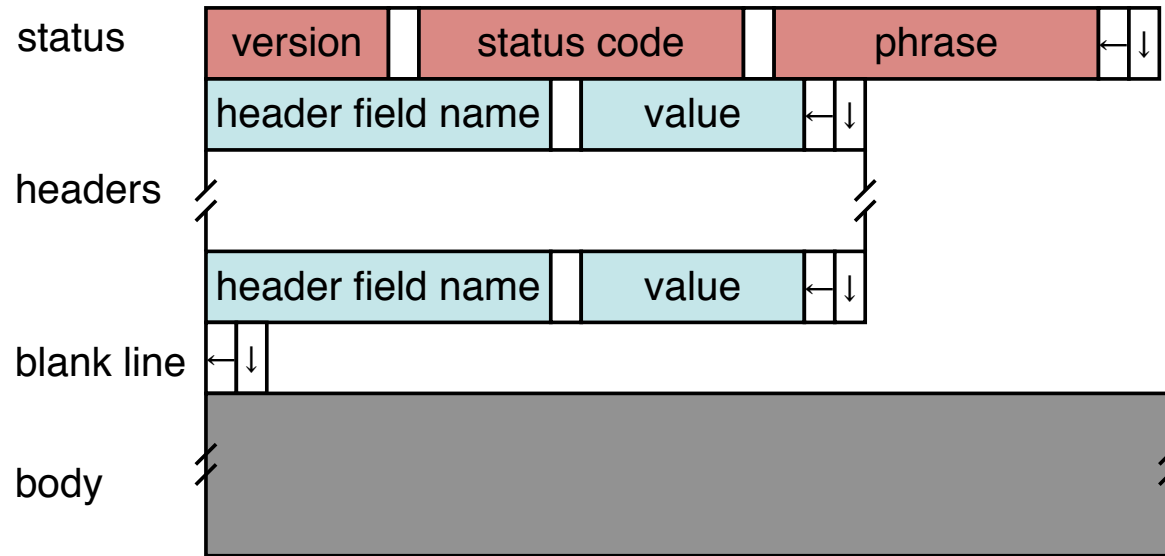 status version status code phrase ← ↓
header field name value ← ↓
headers
header field name value ← ↓
blank line ← ↓
body